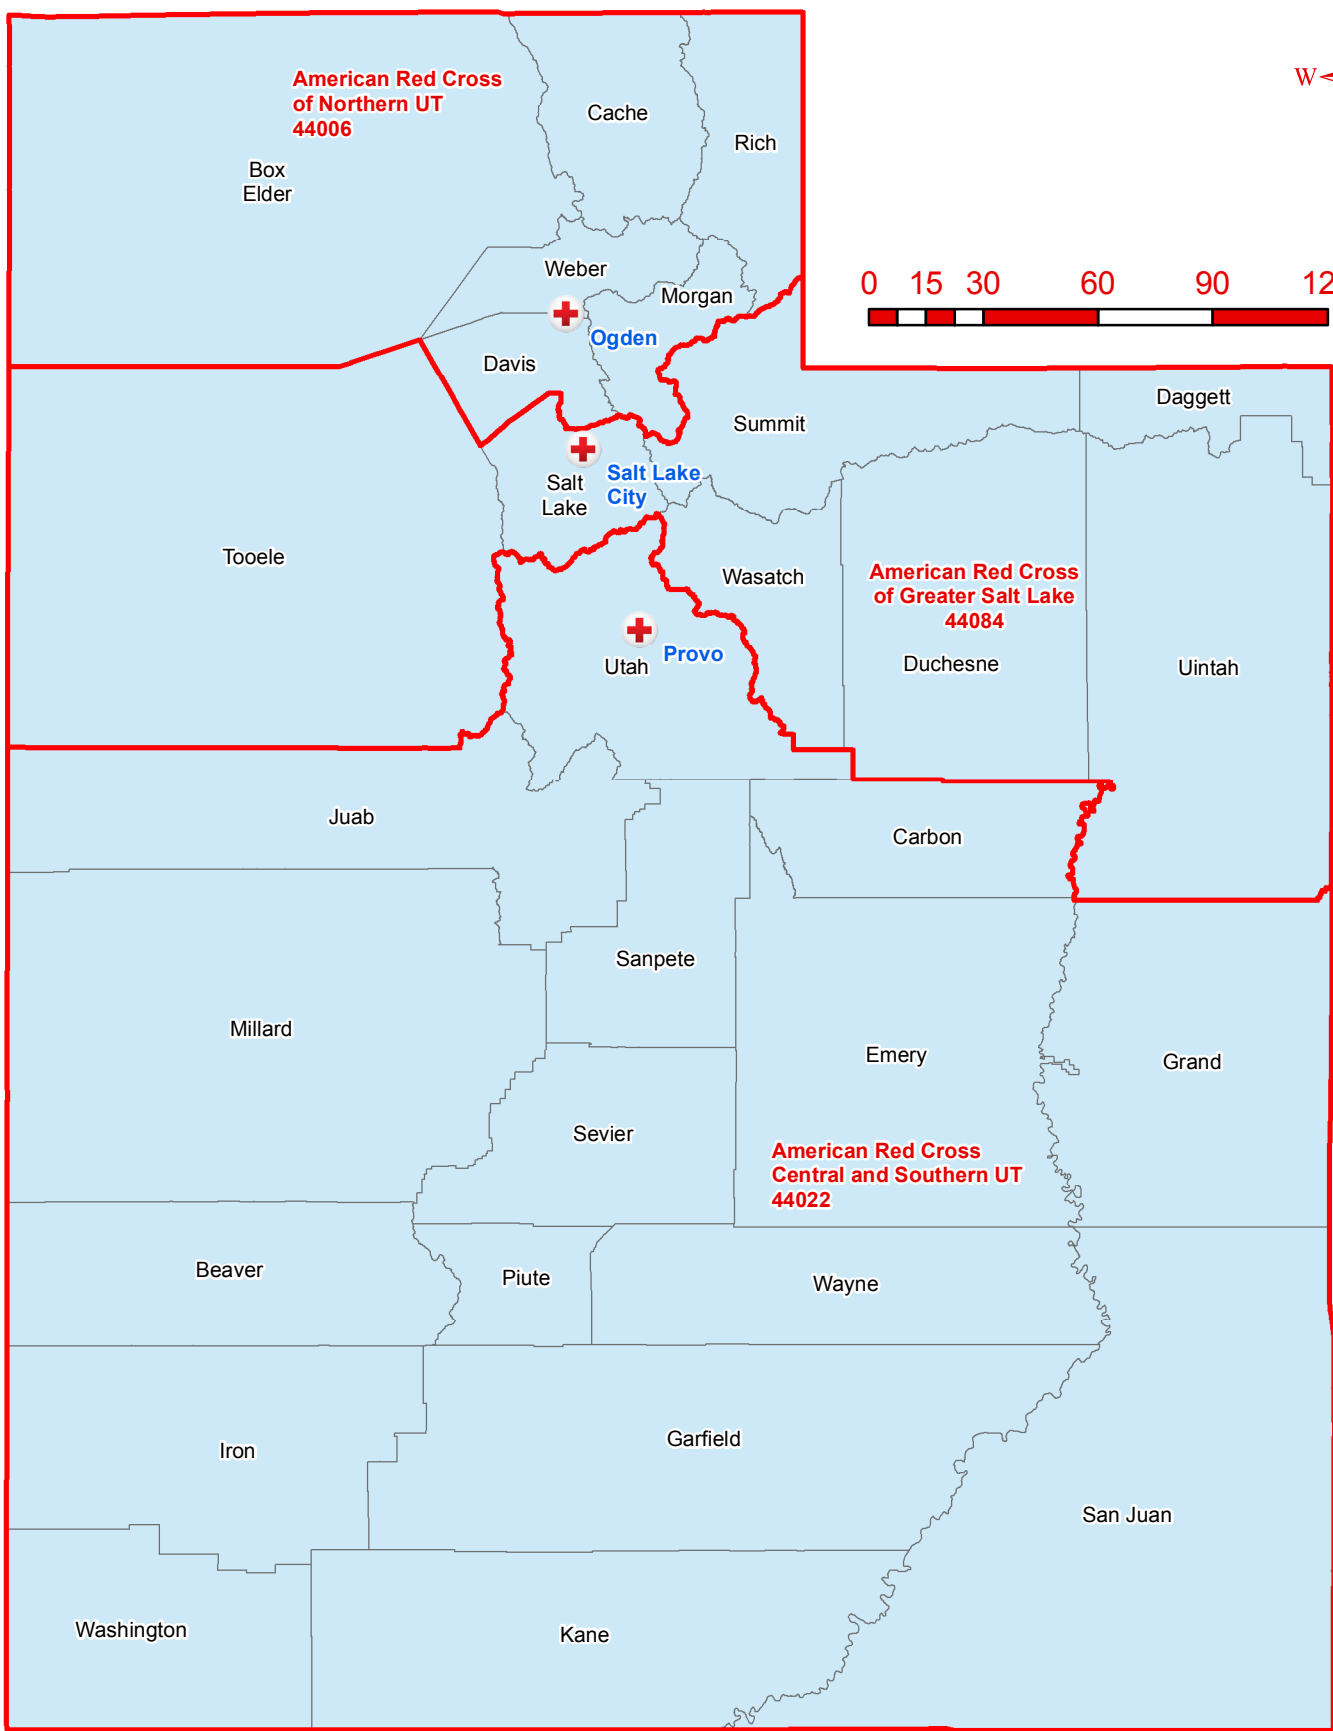 W
American Red Cross
of Northern UT
44006
Cache
Rich
Box
Elder
Weber
Morgan
0 15 30 60 90 12
Ogden
Davis
Daggett
Summit
Salt Lake
City
Salt
Lake
Tooele
Wasatch
American Red Cross
of Greater Salt Lake
44084
Provo
Utah
Duchesne
Uintah
Juab
Carbon
Sanpete
Millard
Emery
Grand
Sevier
American Red Cross
Central and Southern UT
44022
Beaver
Piute
Wayne
Garfield
Iron
San Juan
Washington
Kane